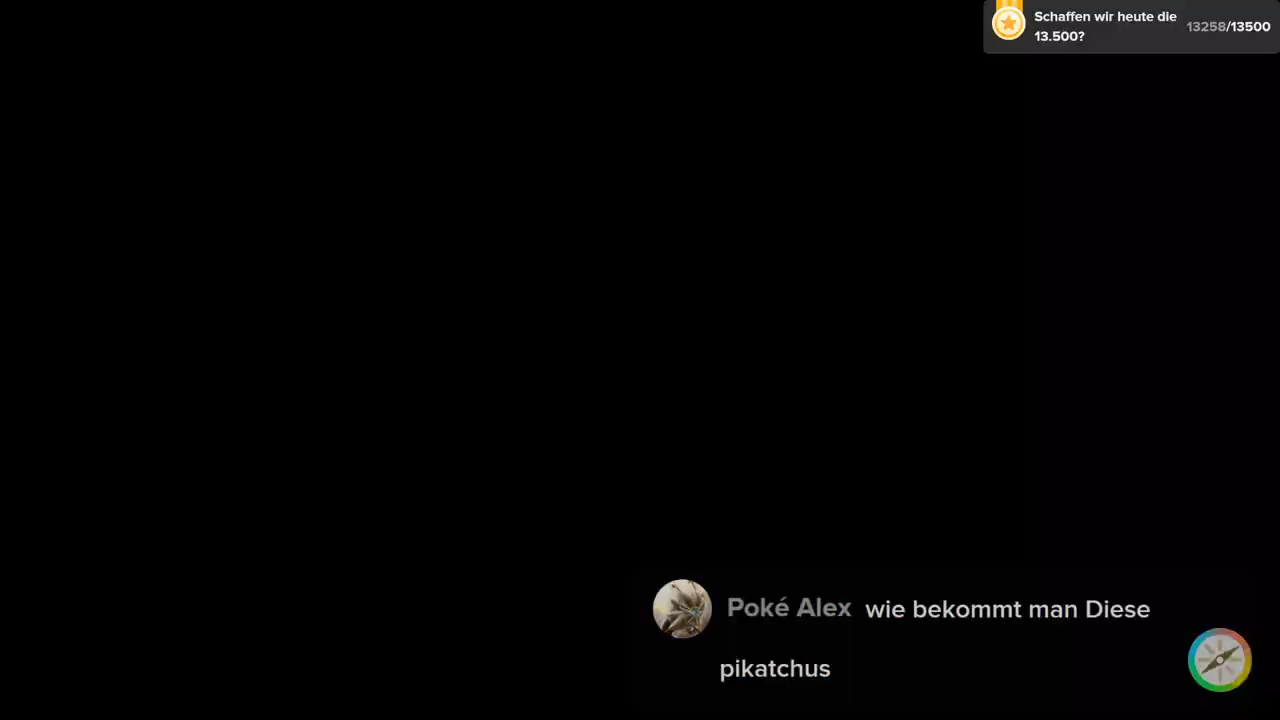 Schaffen wir heute die
13.500?
13258/13500
Poké Alex wie bekommt man Diese
pikatchus